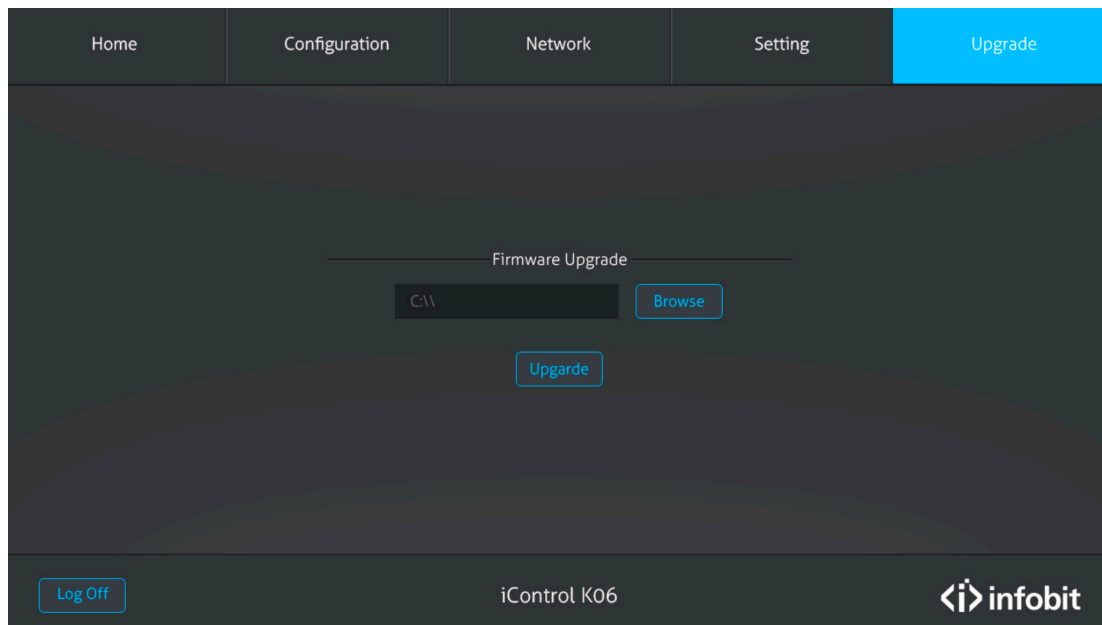 Home Configuration Network Setting Upgrade
Firmware Upgrade
C:\\ Browse
Upgarde
Log Off iControl K06 <i> infobit